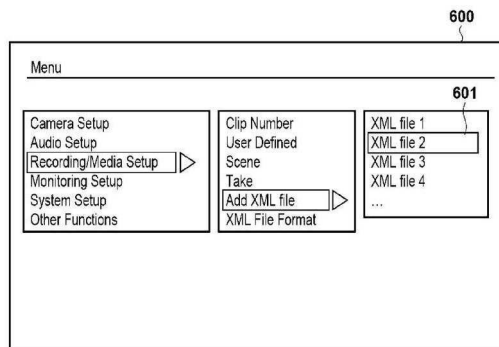 600
Menu
601
Camera Setup
Audio Setup
Recording/Media Setup
Monitoring Setup
System Setup
Other Functions
Clip Number
User Defined
Scene
Take
Add XML file
XML File Format
XML file 1
XML file 2
XML file 3
XML file 4
...